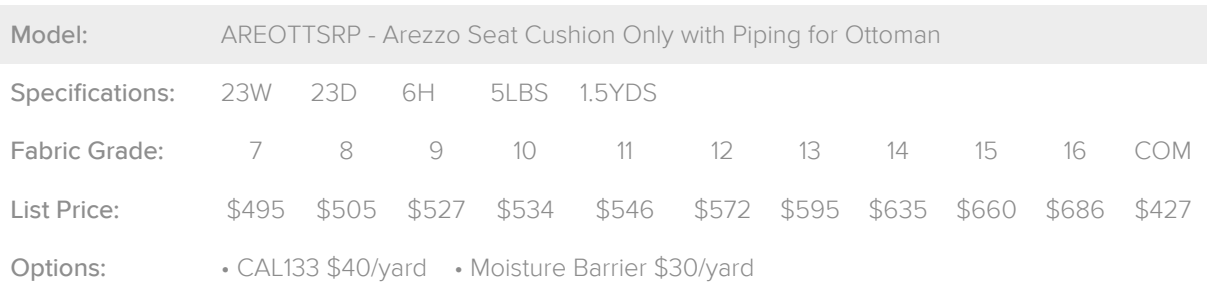 Model: AREOTTSRP - Arezzo Seat Cushion Only with Piping for Ottoman
Specifications: 23W 23D 6H 5LBS 1.5YDS
Fabric Grade: 7 8 9 10 11 12 13 14 15 16 COM
List Price: $495 $505 $527 $534 $546 $572 $595 $635 $660 $686 $427
Options: • CAL133 $40/yard • Moisture Barrier $30/yard